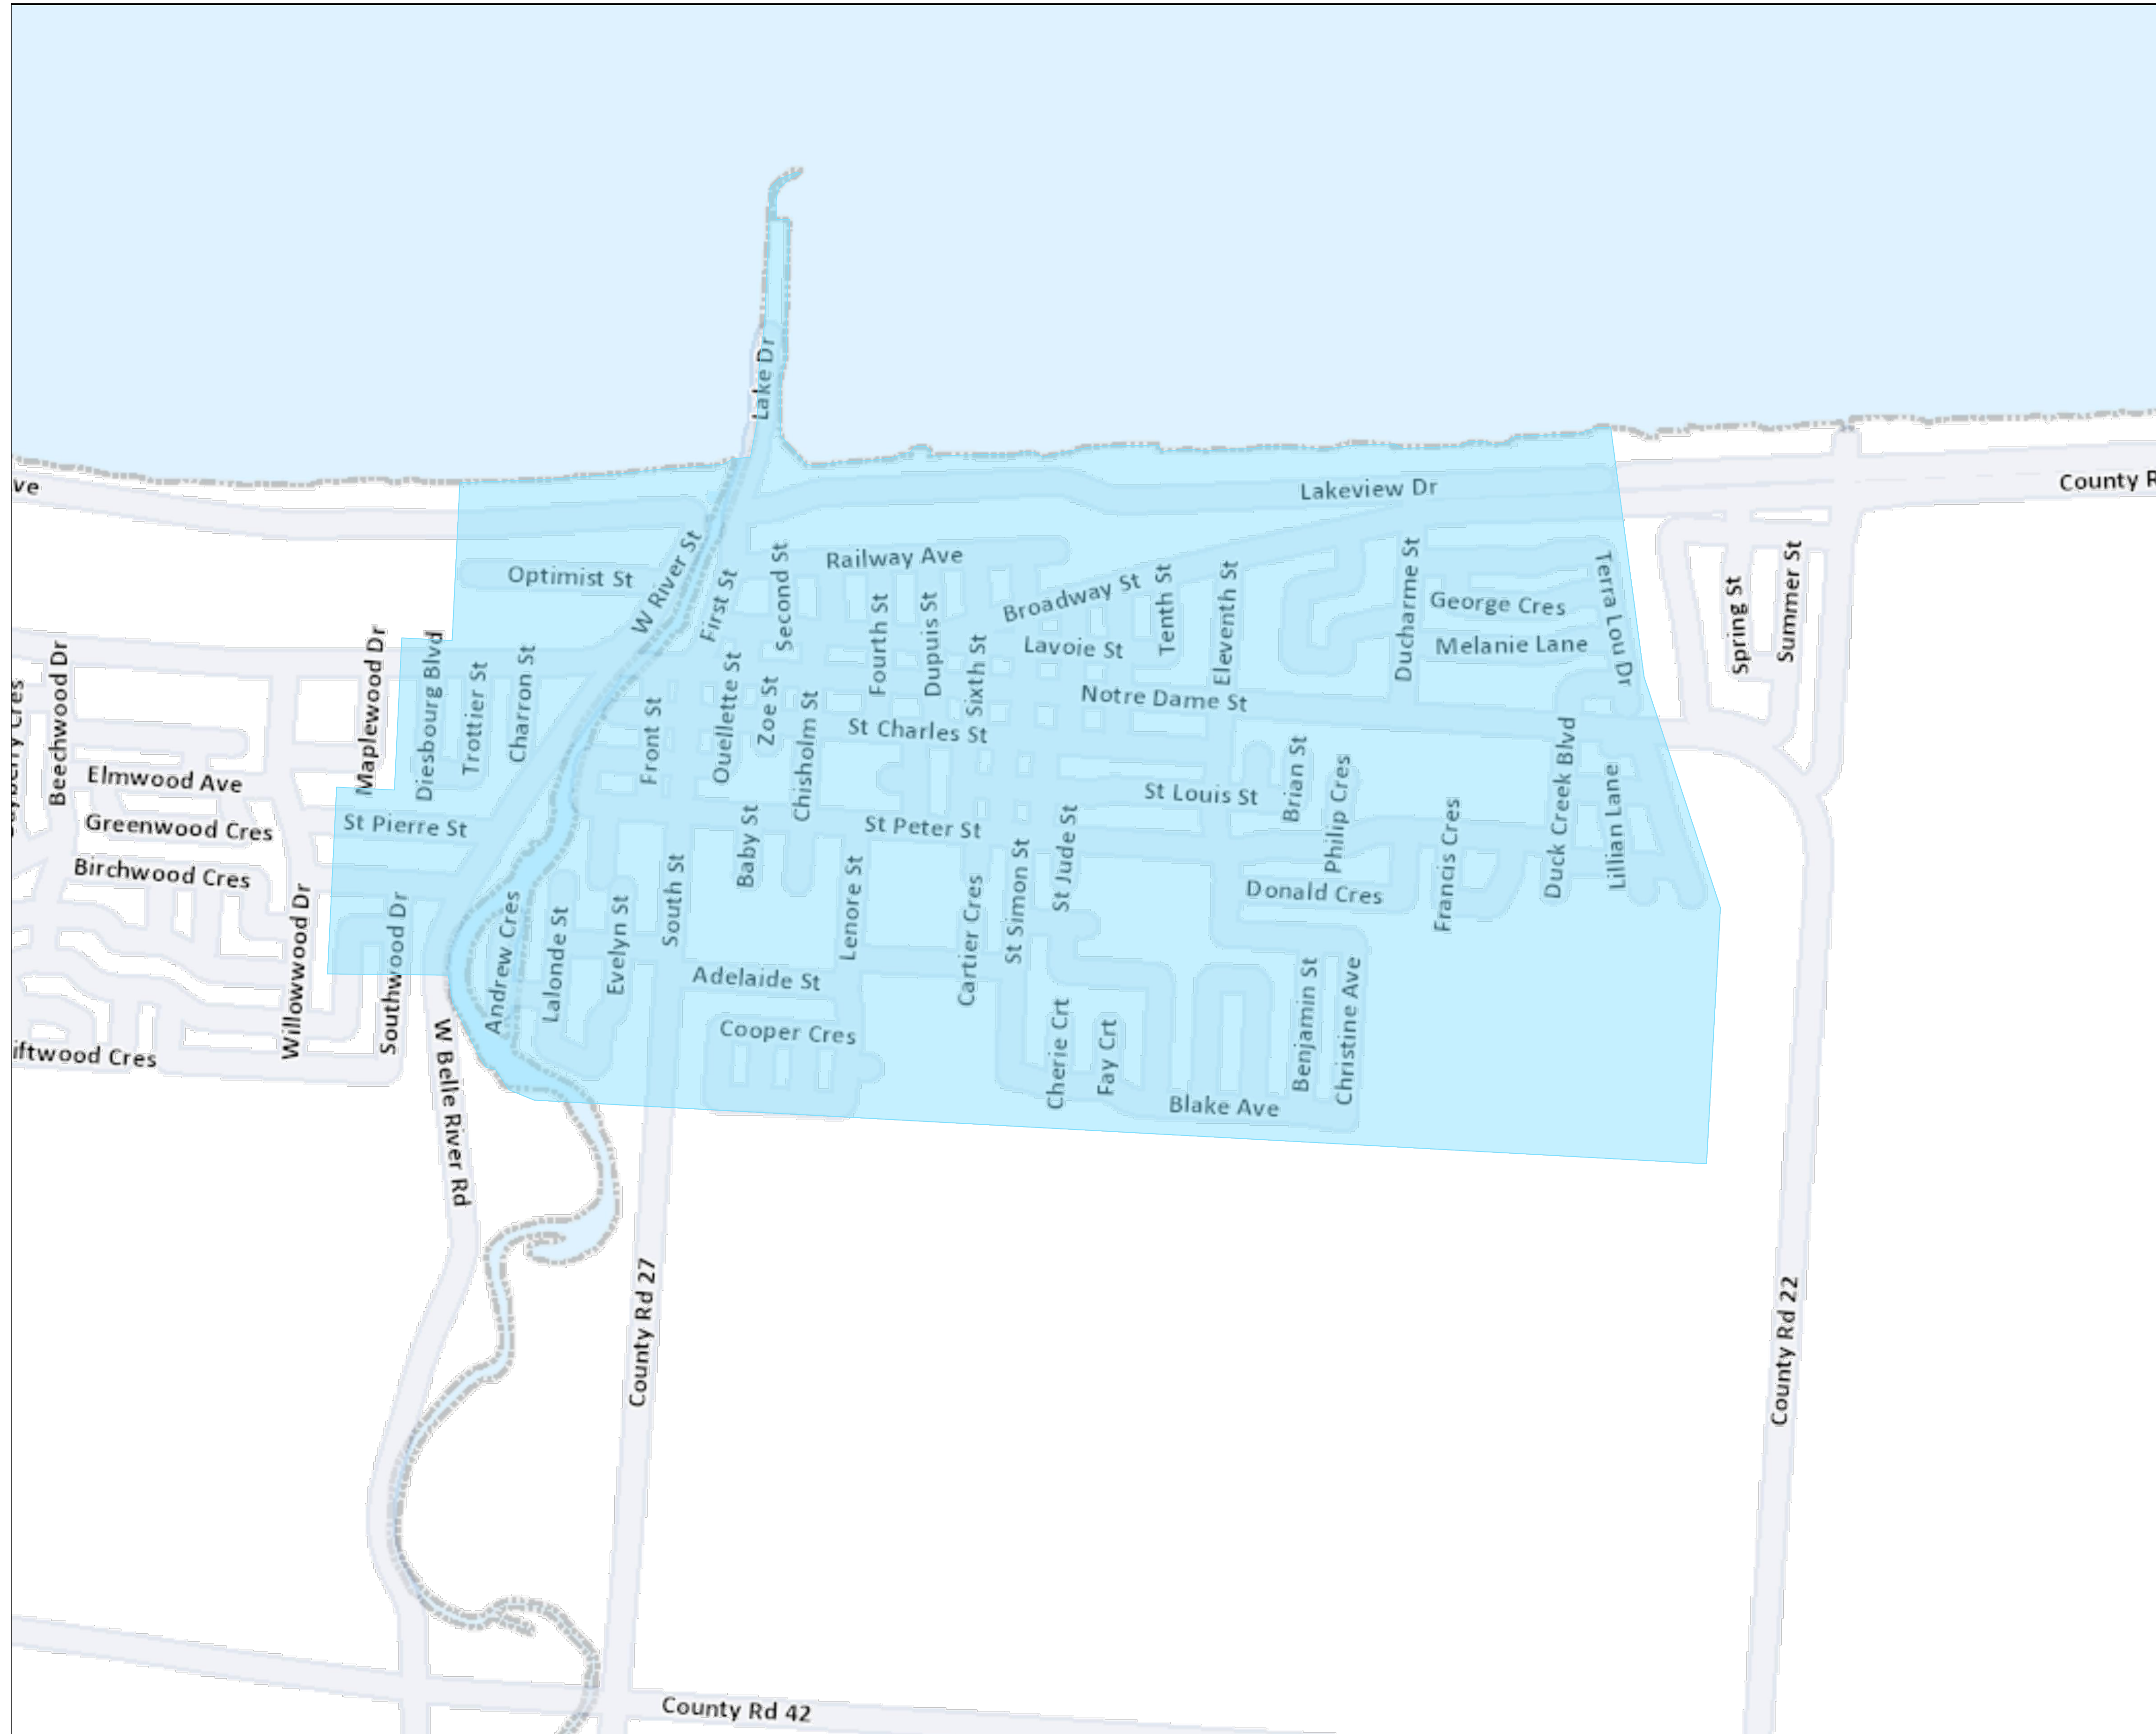 Lake Dr
ve
Lakeview Dr
County R
Railway Ave
Optimist St
W River St
First St
Second St
Fourth St
Dupuis St
Sixth St
Broadway St
Lavoie St
Tenth St
Eleventh St
Ducharme St
George Cres
Melanie Lane
Terra Lou Dr
Spring St
Summer St
Beechwood Dr
Maplewood Dr
Diesbourg Blvd
Trottier St
Charron St
Front St
Ouellette St
Zoe St
Chisholm St
St Charles St
Notre Dame St
Elmwood Ave
Greenwood Cres
Birchwood Cres
St Pierre St
Baby St
St Peter St
St Louis St
Brian St
Philip Cres
Francis Cres
Duck Creek Blvd
Lillian Lane
Willowwood Dr
Southwood Dr
Andrew Cres
Lalonde St
Evelyn St
South St
Lenore St
Cartier Cres
St Simon St
St Jude St
Donald Cres
Adelaide St
Cooper Cres
Cherie Crt
Fay Crt
Blake Ave
Benjamin St
Christine Ave
iftwood Cres
W Belle River Rd
County Rd 27
County Rd 22
County Rd 42